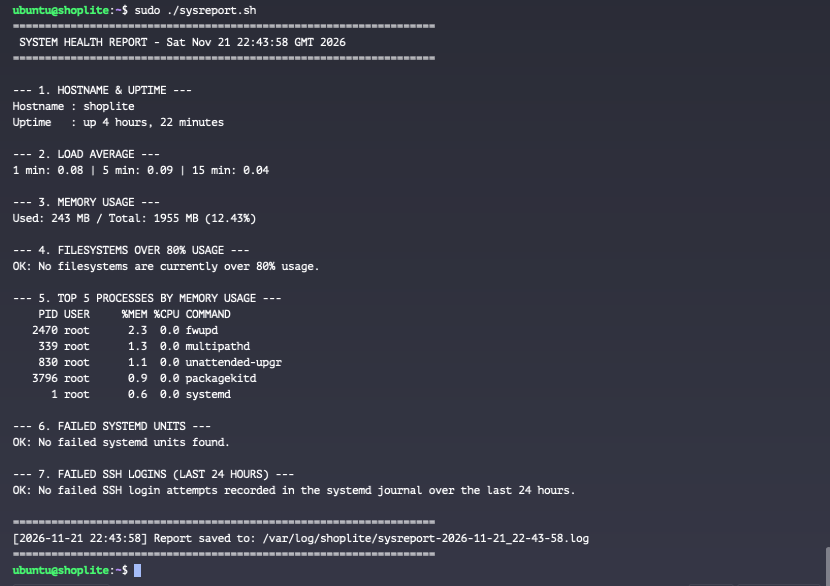 ubuntu@shoplite:~$ sudo ./sysreport.sh
==================================================================
 SYSTEM HEALTH REPORT - Sat Nov 21 22:43:58 GMT 2026
==================================================================
--- 1. HOSTNAME & UPTIME ---
Hostname : shoplite
Uptime   : up 4 hours, 22 minutes
--- 2. LOAD AVERAGE ---
1 min: 0.08 | 5 min: 0.09 | 15 min: 0.04
--- 3. MEMORY USAGE ---
Used: 243 MB / Total: 1955 MB (12.43%)
--- 4. FILESYSTEMS OVER 80% USAGE ---
OK: No filesystems are currently over 80% usage.
--- 5. TOP 5 PROCESSES BY MEMORY USAGE ---
    PID USER     %MEM %CPU COMMAND
   2470 root      2.3  0.0 fwupd
    339 root      1.3  0.0 multipathd
    830 root      1.1  0.0 unattended-upgr
   3796 root      0.9  0.0 packagekitd
      1 root      0.6  0.0 systemd
--- 6. FAILED SYSTEMD UNITS ---
OK: No failed systemd units found.
--- 7. FAILED SSH LOGINS (LAST 24 HOURS) ---
OK: No failed SSH login attempts recorded in the systemd journal over the last 24 hours.
==================================================================
[2026-11-21 22:43:58] Report saved to: /var/log/shoplite/sysreport-2026-11-21_22-43-58.log
==================================================================
ubuntu@shoplite:~$